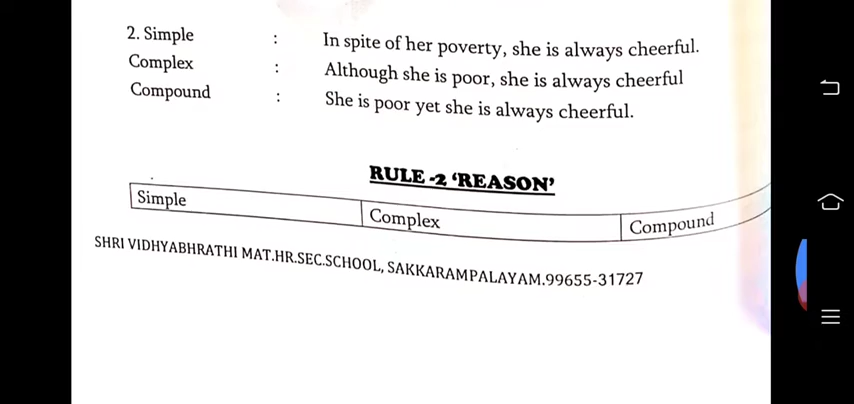 2. Simple : In spite of her poverty, she is always cheerful.
Complex : Although she is poor, she is always cheerful
Compound : She is poor yet she is always cheerful.
RULE -2 ‘REASON’
Simple Complex Compound
SHRI VIDHYABHRATHI MAT.HR.SEC.SCHOOL, SAKKARAMPALAYAM.99655-31727